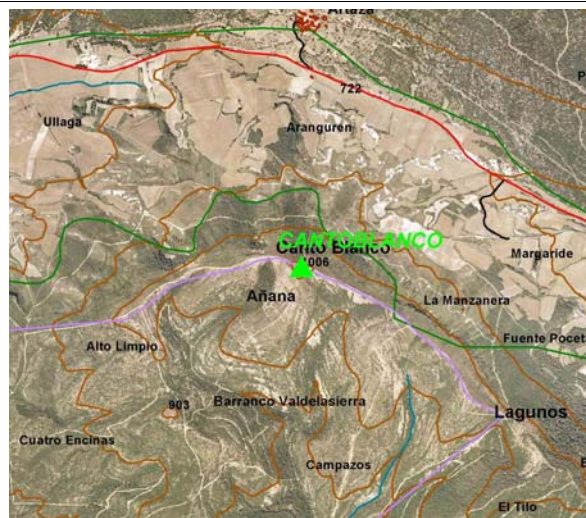 Artaza
722
Ullaga
Aranguren
CANTOBLANCO
Canto Blanco
1006
Margaride
Añana
La Manzanera
Fuente Poceta
Alto Limpio
903
Barranco Valdelasierra
Lagunos
Cuatro Encinas
Campazos
El Tilo